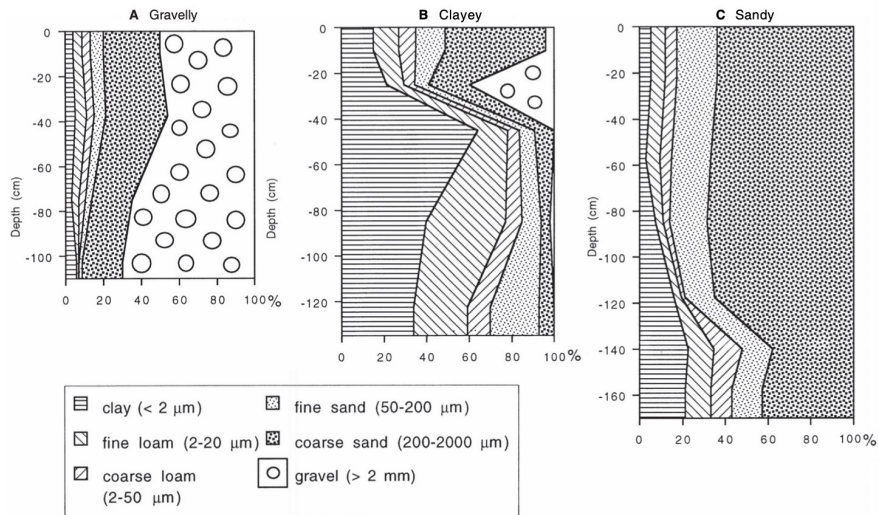 A Gravelly
0
-20
-40
-60
-80
-100
Depth (cm)
0 20 40 60 80 100 %
B Clayey
0
-20
-40
-60
-80
-100
-120
Depth (cm)
0 20 40 60 80 100 %
C Sandy
0
-20
-40
-60
-80
-100
-120
-140
-160
Depth (cm)
0 20 40 60 80 100%
clay (< 2 μm)
fine loam (2-20 μm)
coarse loam
(2-50 μm)
fine sand (50-200 μm)
coarse sand (200-2000 μm)
gravel (> 2 mm)